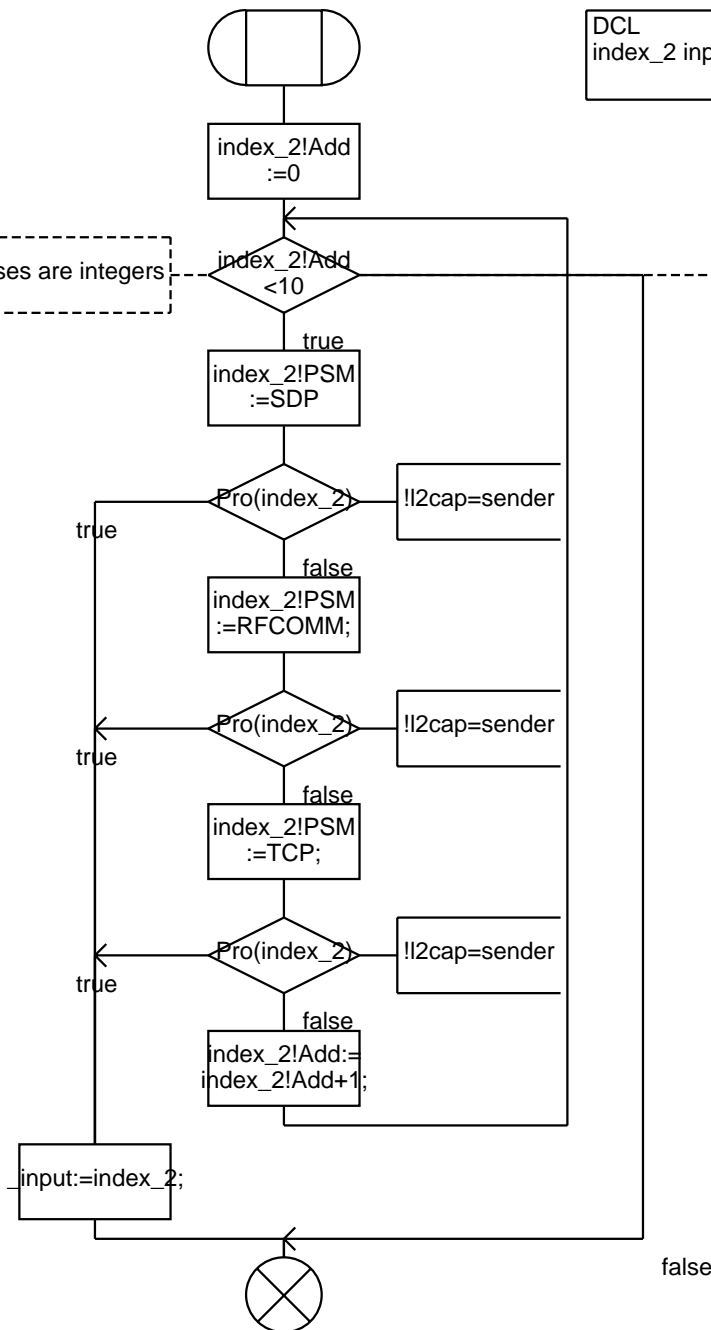 DCL
index_2 inp
index_2!Add
:=0
ses are integers
index_2!Add
<10
true
index_2!PSM
:=SDP
Pro(index_2)
!l2cap=sender
true
false
index_2!PSM
:=RFCOMM;
Pro(index_2)
!l2cap=sender
true
false
index_2!PSM
:=TCP;
Pro(index_2)
!l2cap=sender
true
false
index_2!Add:=
index_2!Add+1;
_input:=index_2;
false